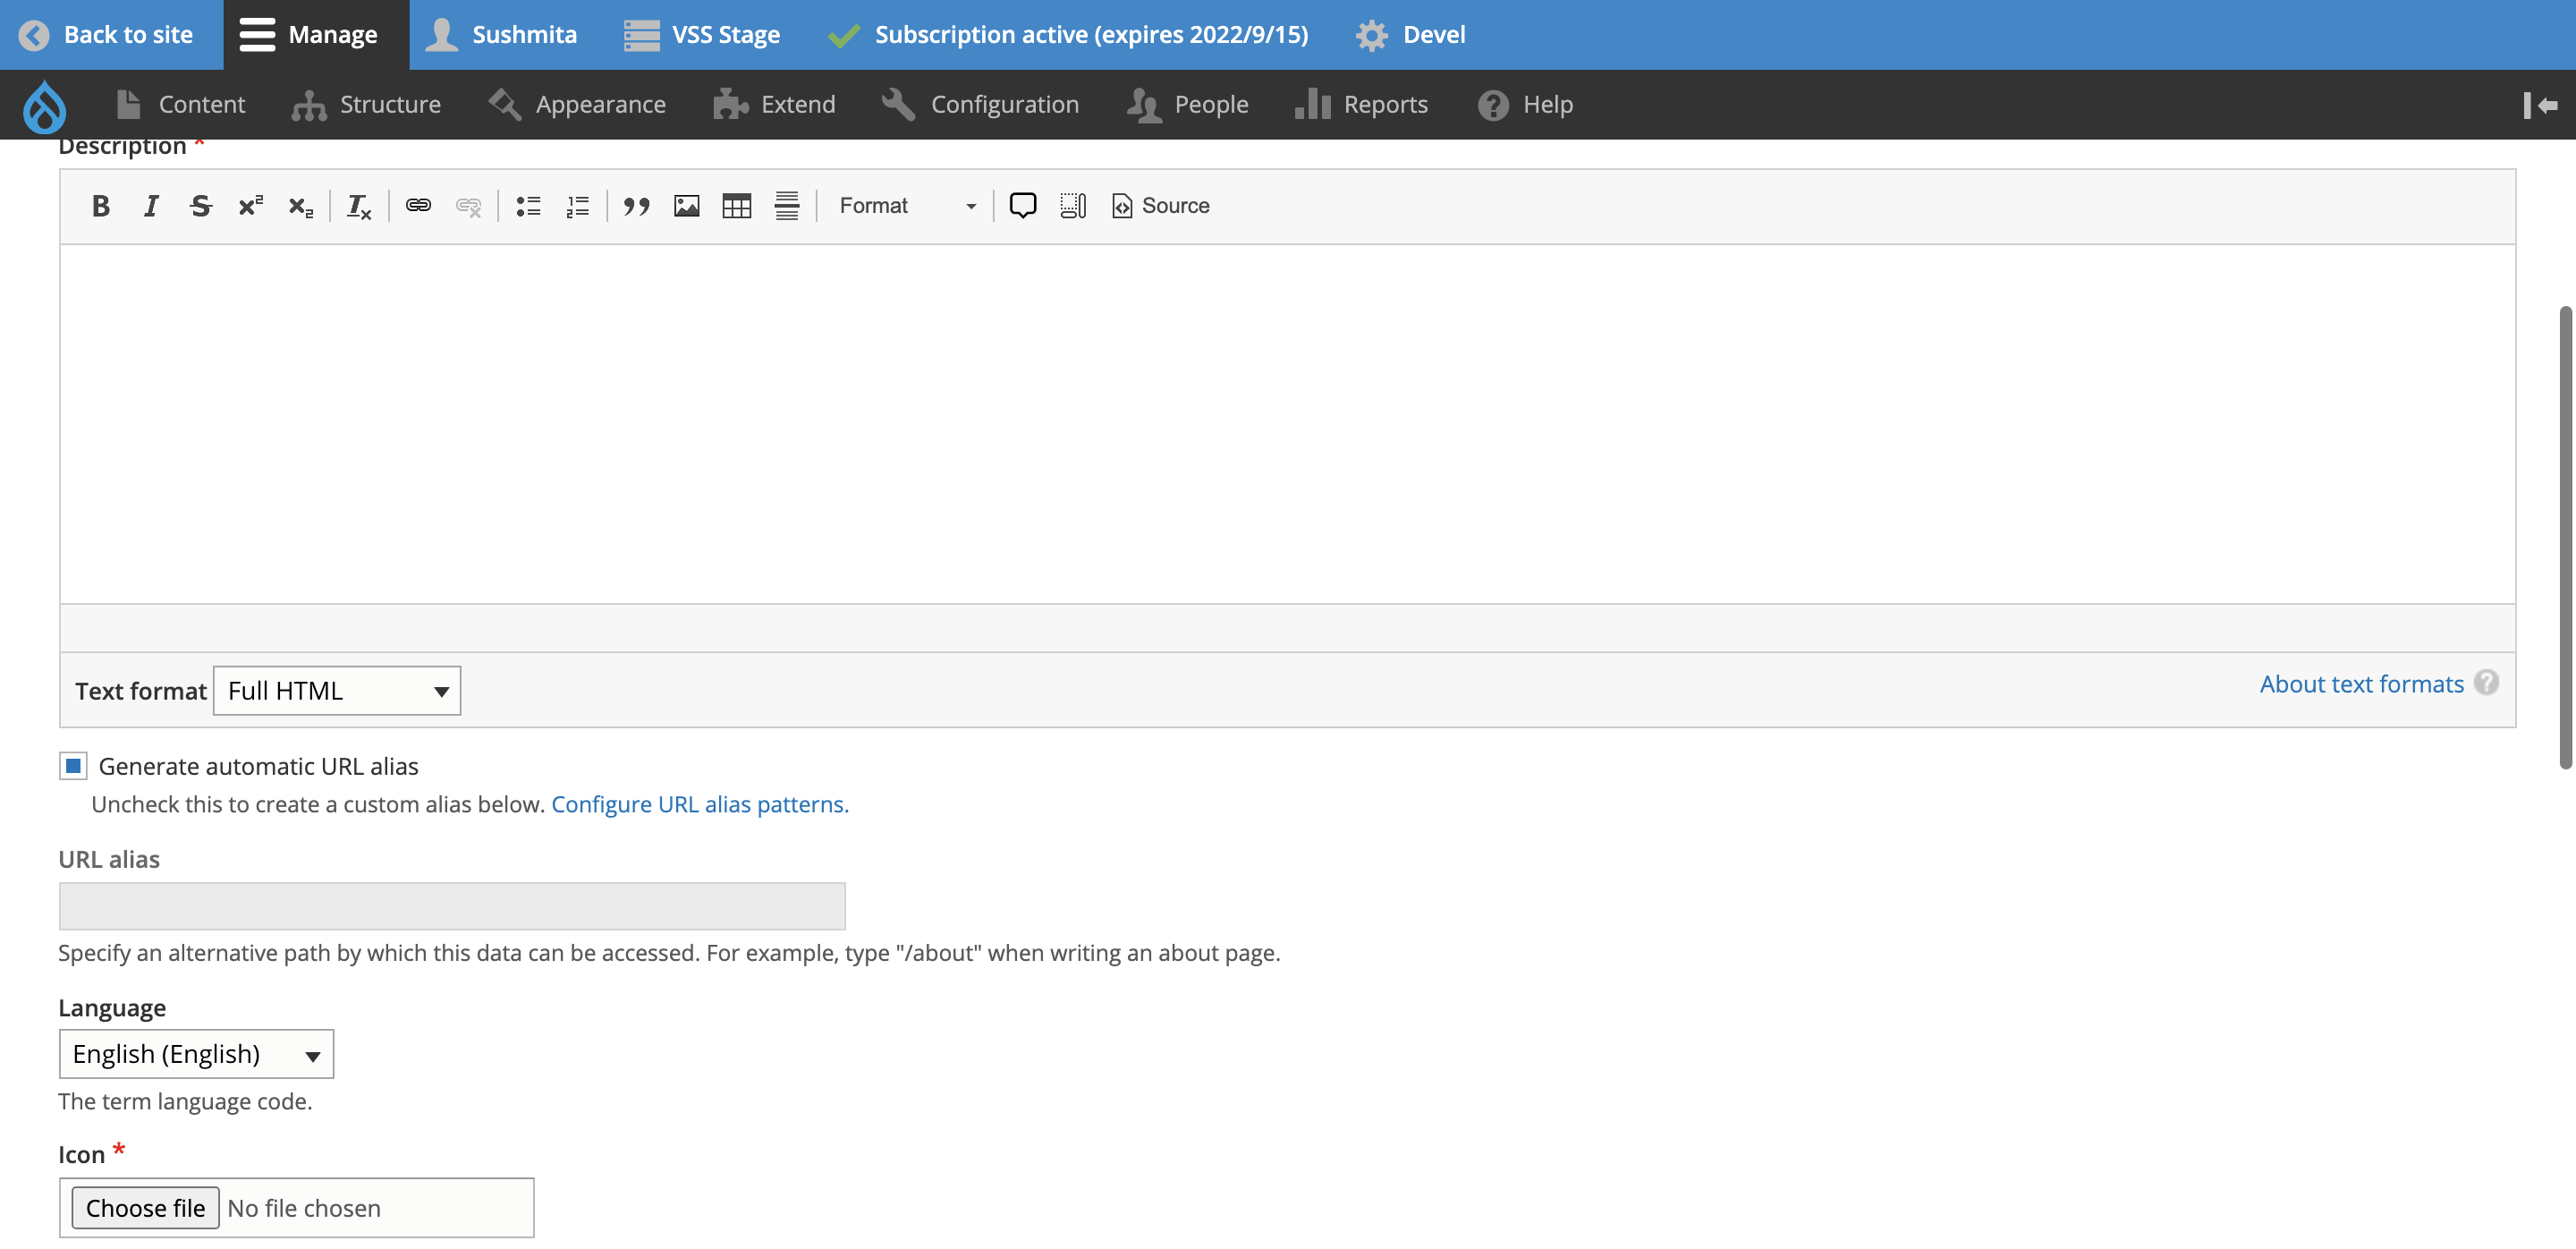 Back to site Manage Sushmita VSS Stage Subscription active (expires 2022/9/15) Devel
Content Structure Appearance Extend Configuration People Reports Help
Description *
B I S x² x₂ Tx Format Source
Text format Full HTML About text formats ?
Generate automatic URL alias
Uncheck this to create a custom alias below. Configure URL alias patterns.
URL alias
Specify an alternative path by which this data can be accessed. For example, type "/about" when writing an about page.
Language
English (English)
The term language code.
Icon *
Choose file No file chosen